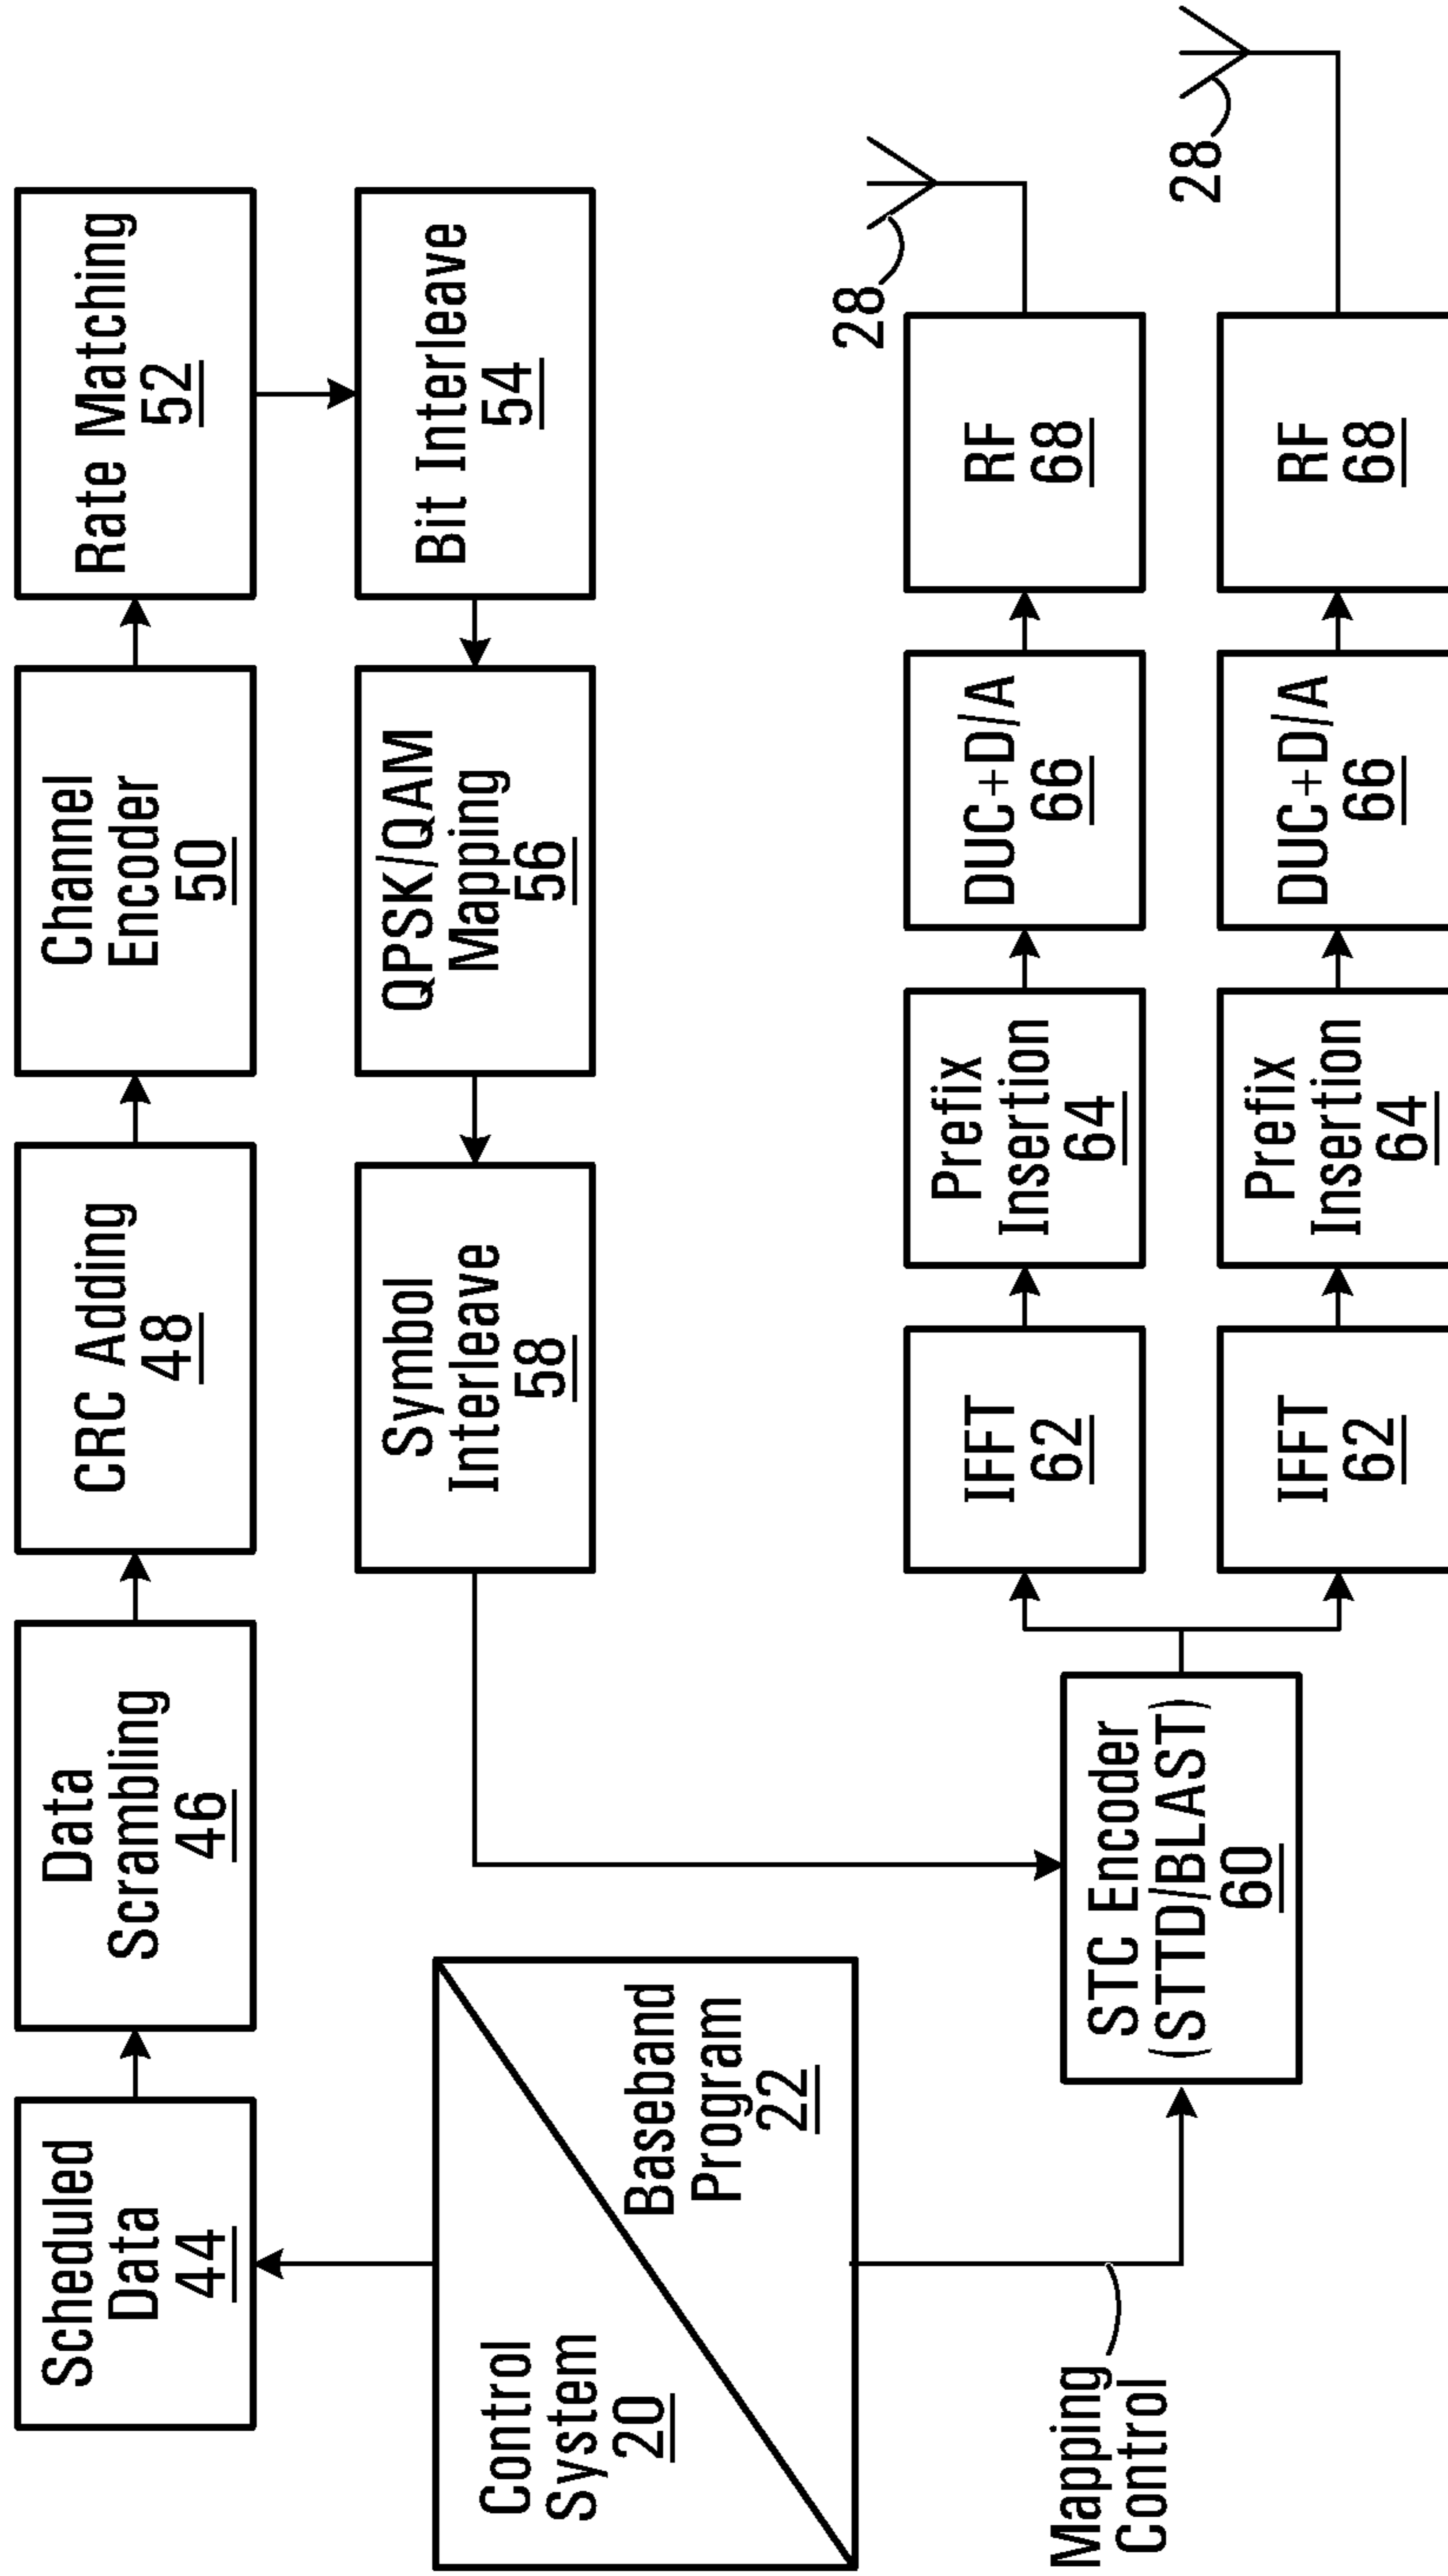 Scheduled
Data
44
Data
Scrambling
46
CRC Adding
48
Channel
Encoder
50
Rate Matching
52
Control
System
20
Baseband
Program
22
Symbol
Interleave
58
QPSK/QAM
Mapping
56
Bit Interleave
54
Mapping
Control
STC Encoder
(STTD/BLAST)
60
IFFT
62
Prefix
Insertion
64
DUC+D/A
66
RF
68
28
IFFT
62
Prefix
Insertion
64
DUC+D/A
66
RF
68
28